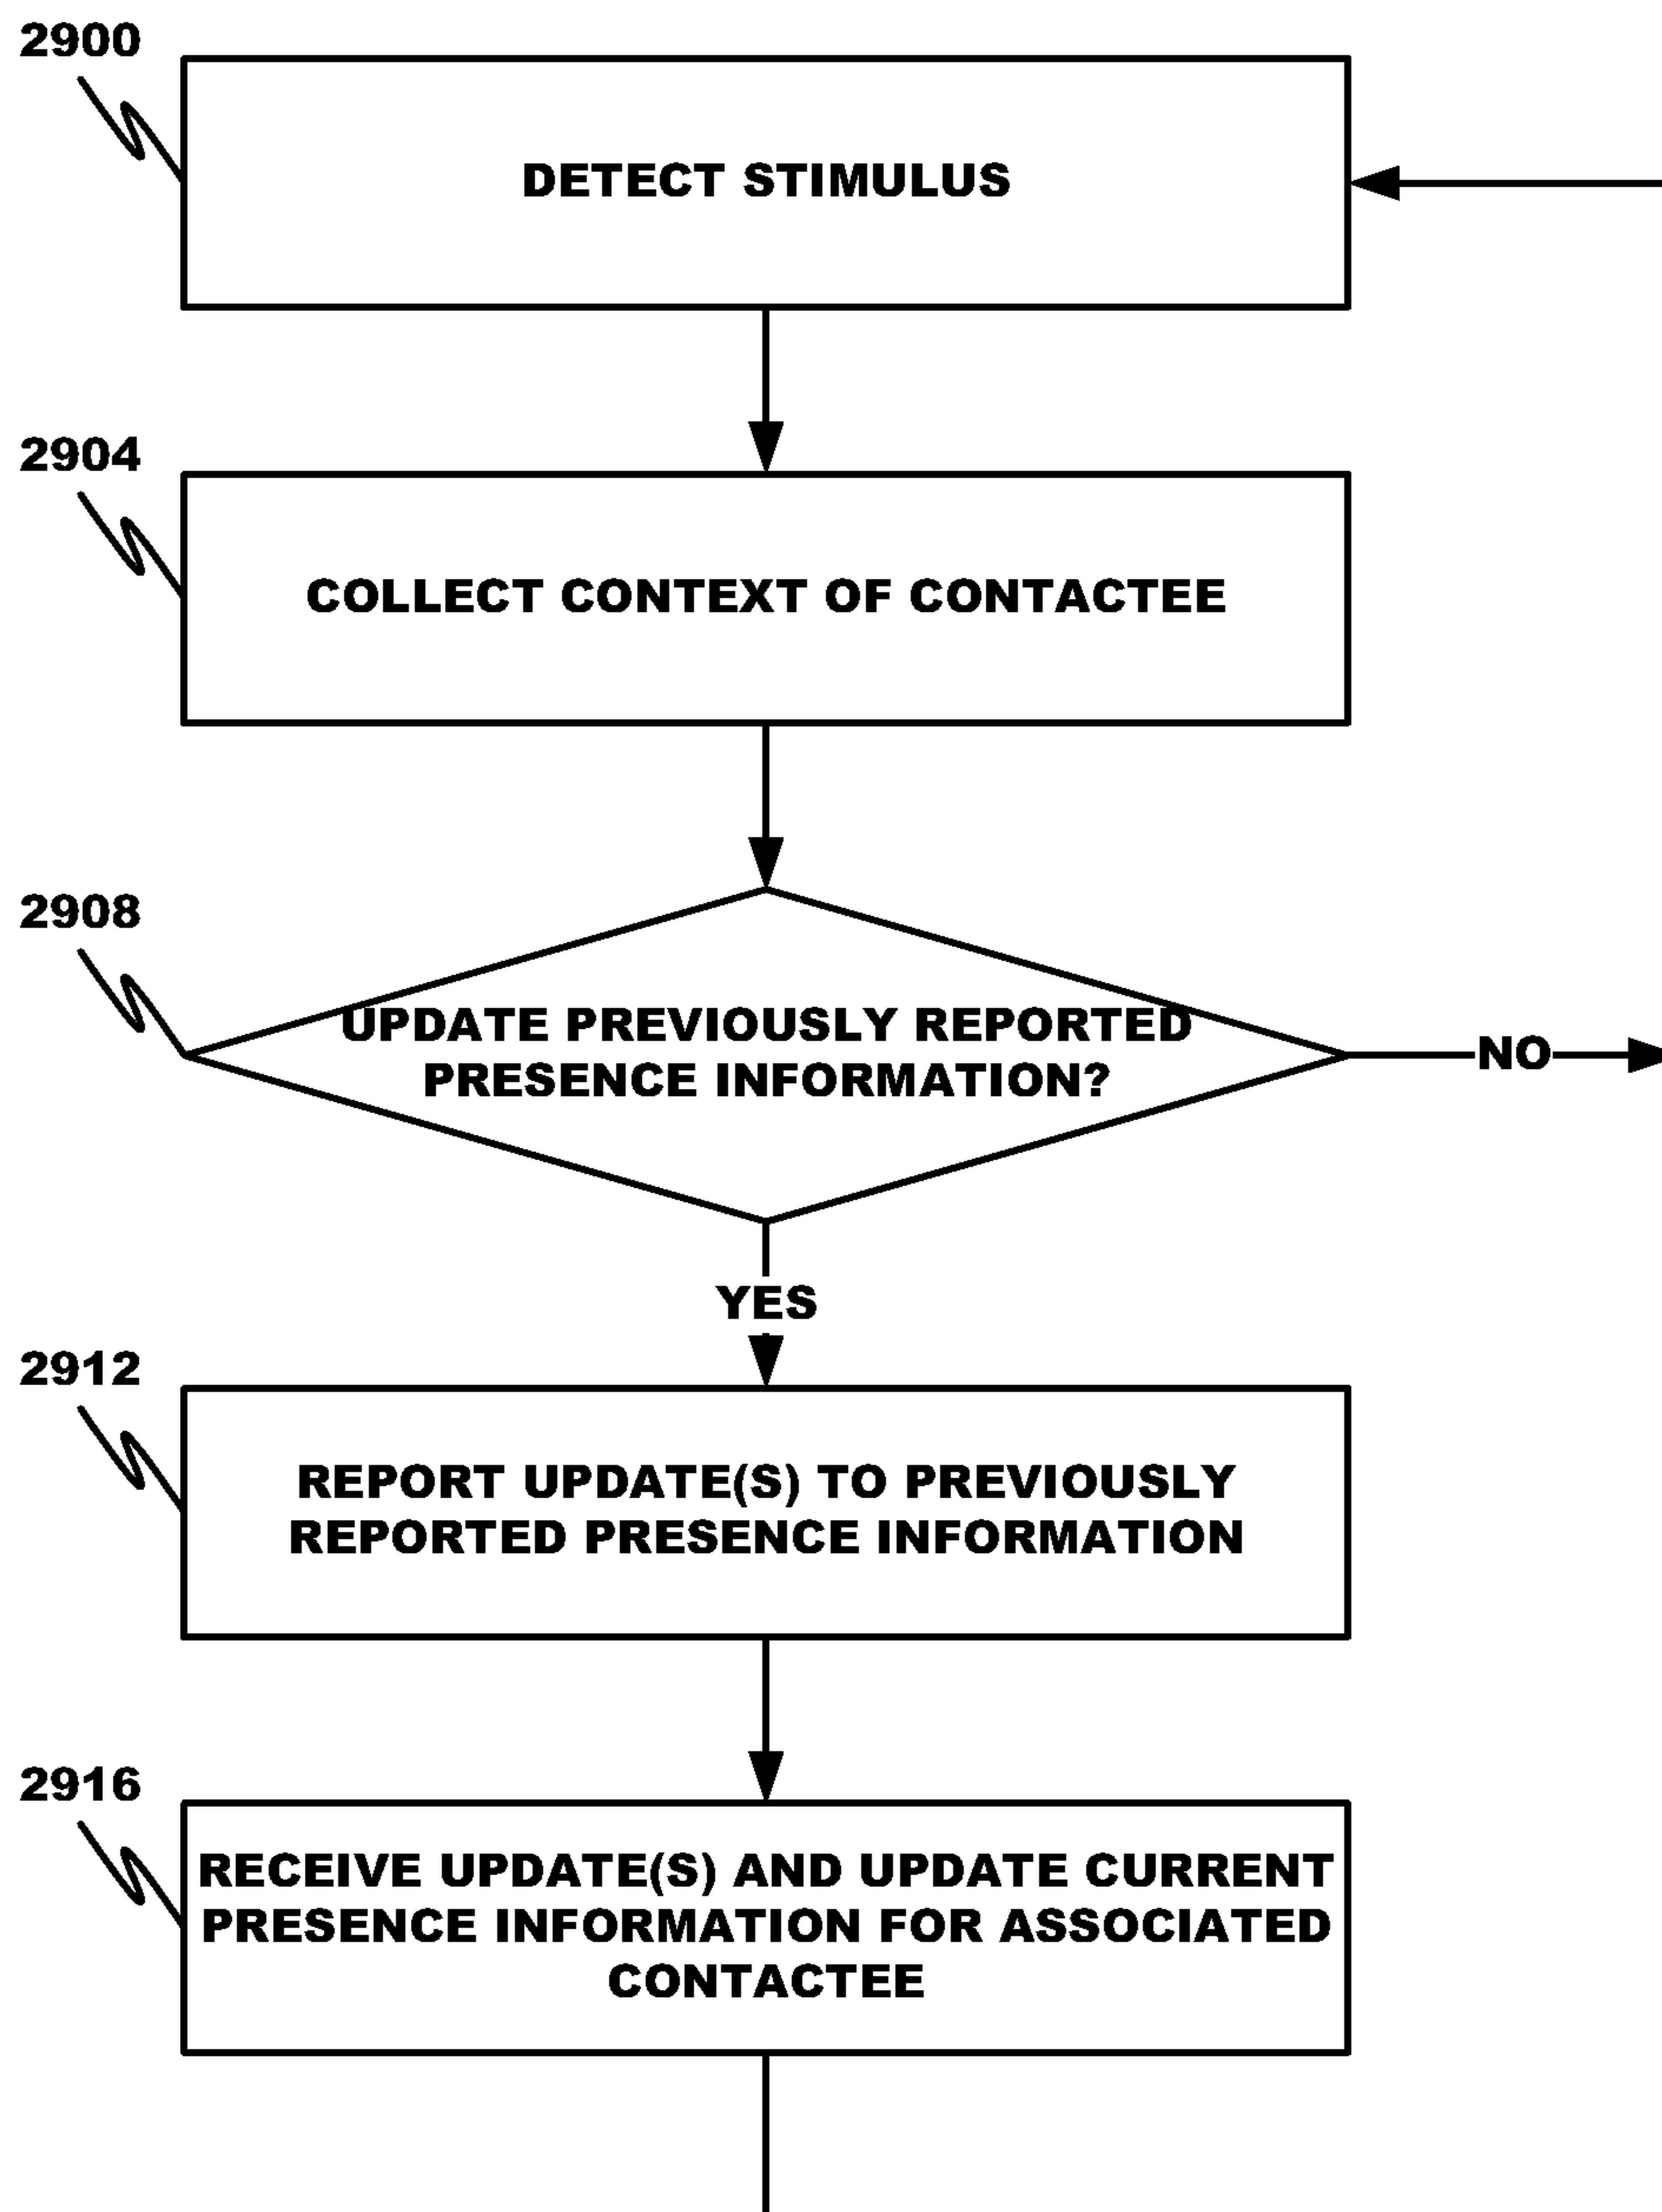 2900
DETECT STIMULUS
2904
COLLECT CONTEXT OF CONTACTEE
2908
UPDATE PREVIOUSLY REPORTED
PRESENCE INFORMATION?
NO
YES
2912
REPORT UPDATE(S) TO PREVIOUSLY
REPORTED PRESENCE INFORMATION
2916
RECEIVE UPDATE(S) AND UPDATE CURRENT
PRESENCE INFORMATION FOR ASSOCIATED
CONTACTEE